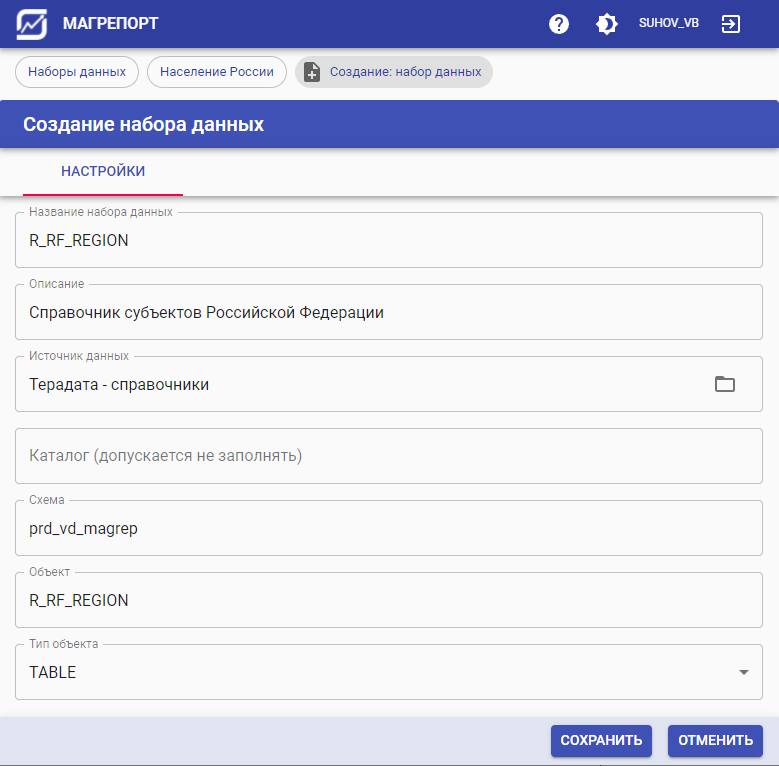 МАГРЕПОРТ
SUHOV_VB
Наборы данных
Население России
Создание: набор данных
Создание набора данных
НАСТРОЙКИ
Название набора данных
R_RF_REGION
Описание
Справочник субъектов Российской Федерации
Источник данных
Терадата - справочники
Каталог (допускается не заполнять)
Схема
prd_vd_magrep
Объект
R_RF_REGION
Тип объекта
TABLE
СОХРАНИТЬ
ОТМЕНИТЬ